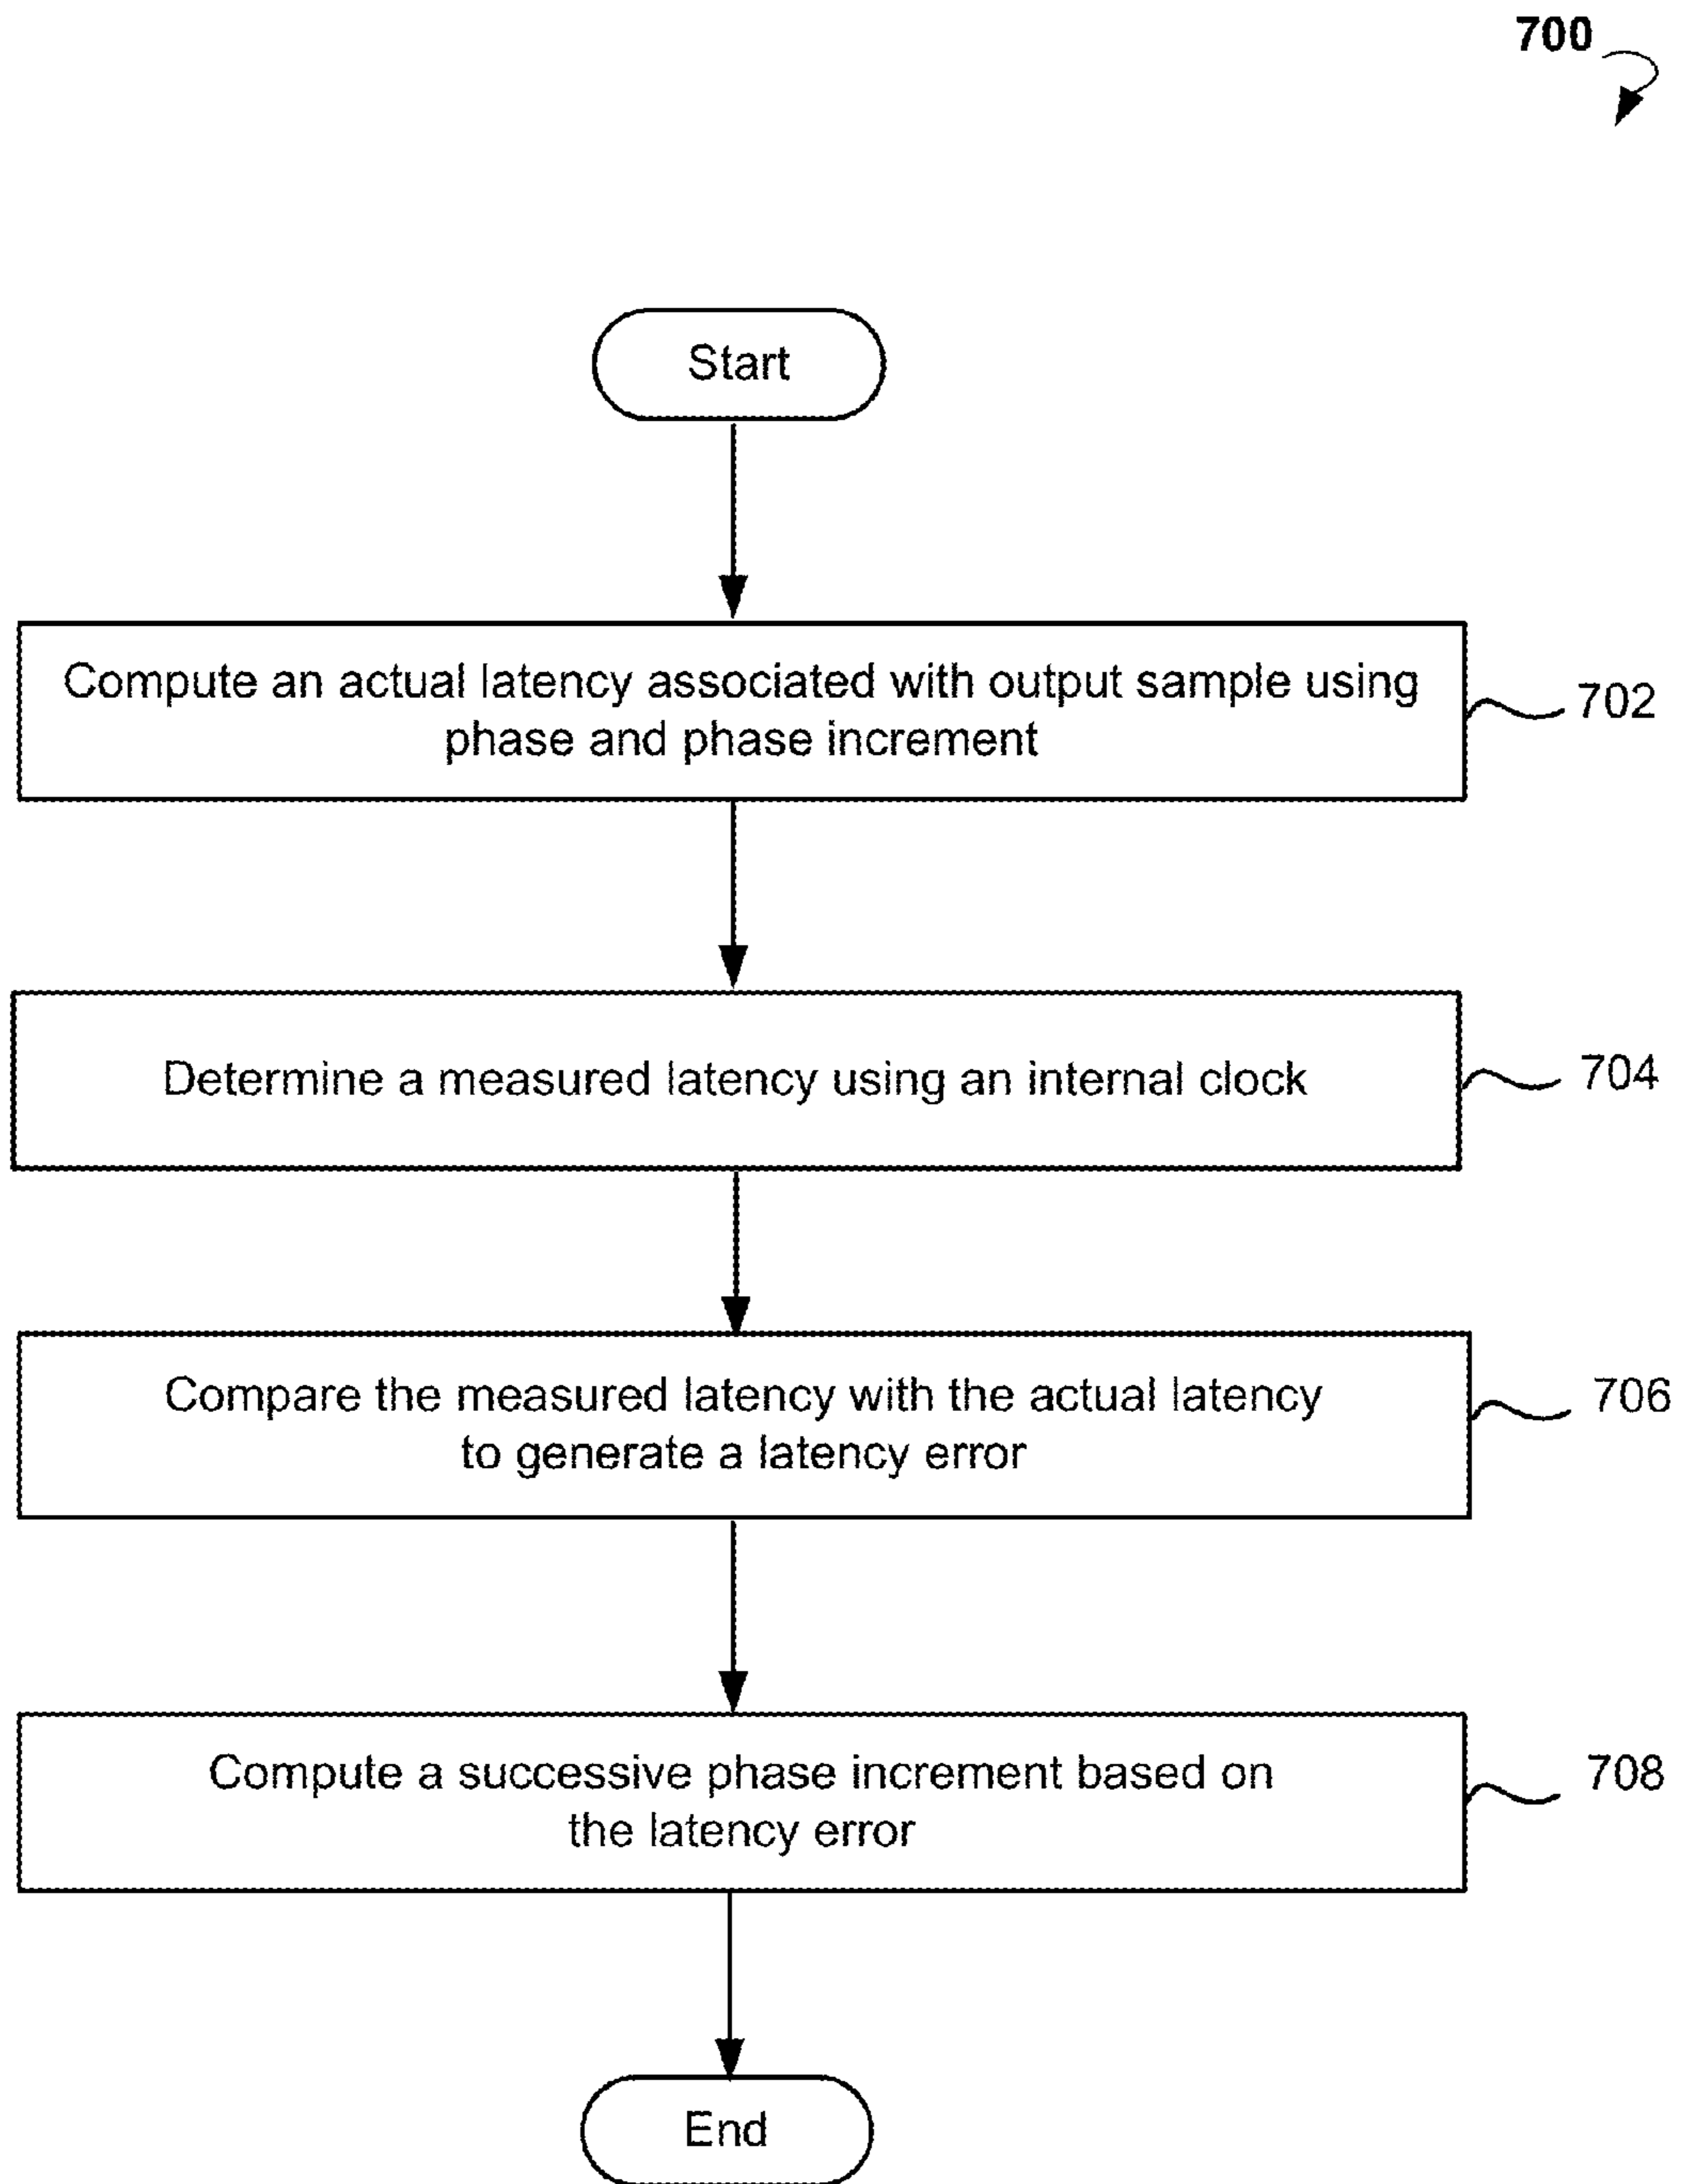 700
Start
Compute an actual latency associated with output sample using
phase and phase increment
702
Determine a measured latency using an internal clock
704
Compare the measured latency with the actual latency
to generate a latency error
706
Compute a successive phase increment based on
the latency error
708
End